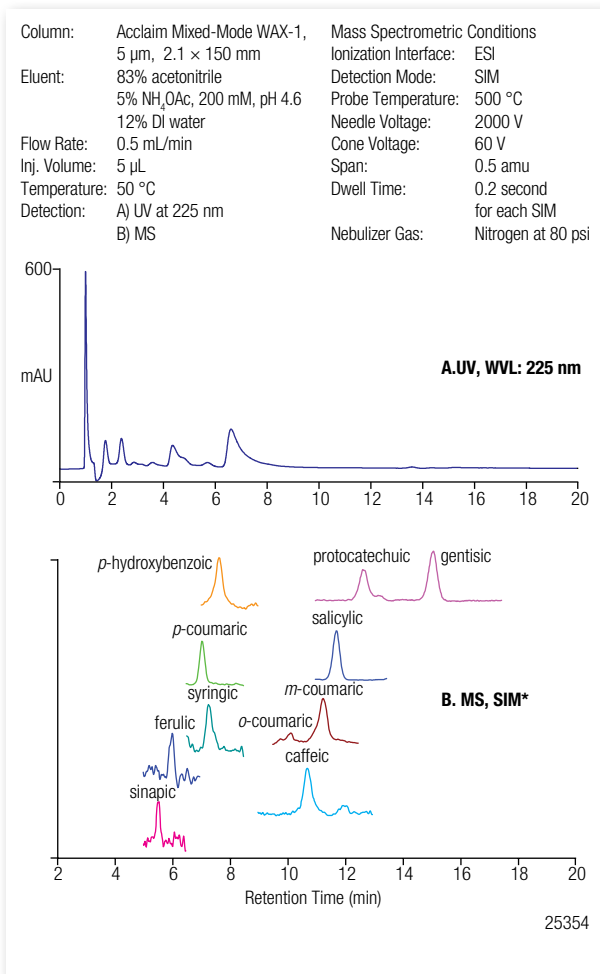 Column: Acclaim Mixed-Mode WAX-1,
5 µm, 2.1 × 150 mm
Eluent: 83% acetonitrile
5% NH₄OAc, 200 mM, pH 4.6
12% DI water
Flow Rate: 0.5 mL/min
Inj. Volume: 5 µL
Temperature: 50 °C
Detection: A) UV at 225 nm
B) MS
Mass Spectrometric Conditions
Ionization Interface: ESI
Detection Mode: SIM
Probe Temperature: 500 °C
Needle Voltage: 2000 V
Cone Voltage: 60 V
Span: 0.5 amu
Dwell Time: 0.2 second
for each SIM
Nebulizer Gas: Nitrogen at 80 psi
600
mAU
A.UV, WVL: 225 nm
0 2 4 6 8 10 12 14 16 18 20
p-hydroxybenzoic
protocatechuic gentisic
p-coumaric
salicylic
syringic
m-coumaric
B. MS, SIM*
ferulic
o-coumaric
caffeic
sinapic
2 4 6 8 10 12 14 16 18 20
Retention Time (min)
25354